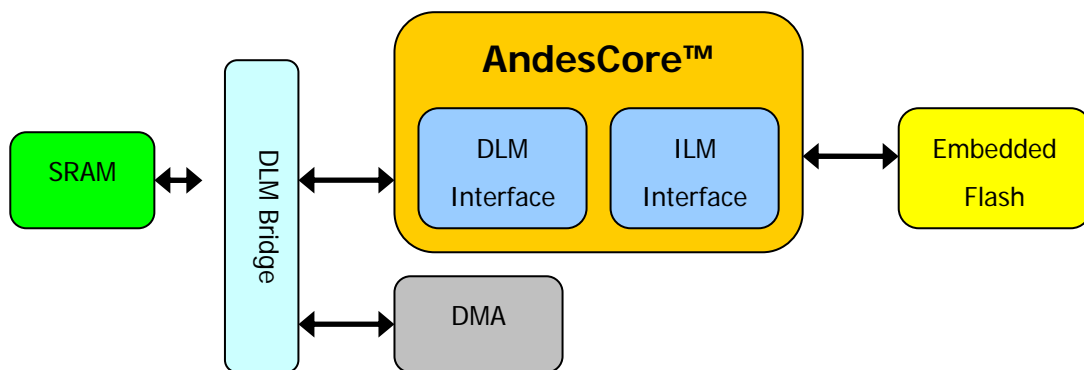 AndesCore™
SRAM
DLM Bridge
DLM
Interface
ILM
Interface
Embedded
Flash
DMA